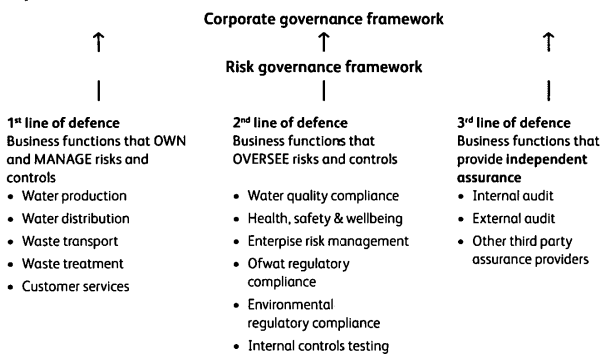 Corporate governance framework
Risk governance framework
1st line of defence
Business functions that OWN
and MANAGE risks and
controls
• Water production
• Water distribution
• Waste transport
• Waste treatment
• Customer services
2nd line of defence
Business functions that
OVERSEE risks and controls
• Water quality compliance
• Health, safety & wellbeing
• Enterpise risk management
• Ofwat regulatory
compliance
• Environmental
regulatory compliance
• Internal controls testing
3rd line of defence
Business functions that
provide independent
assurance
• Internal audit
• External audit
• Other third party
assurance providers